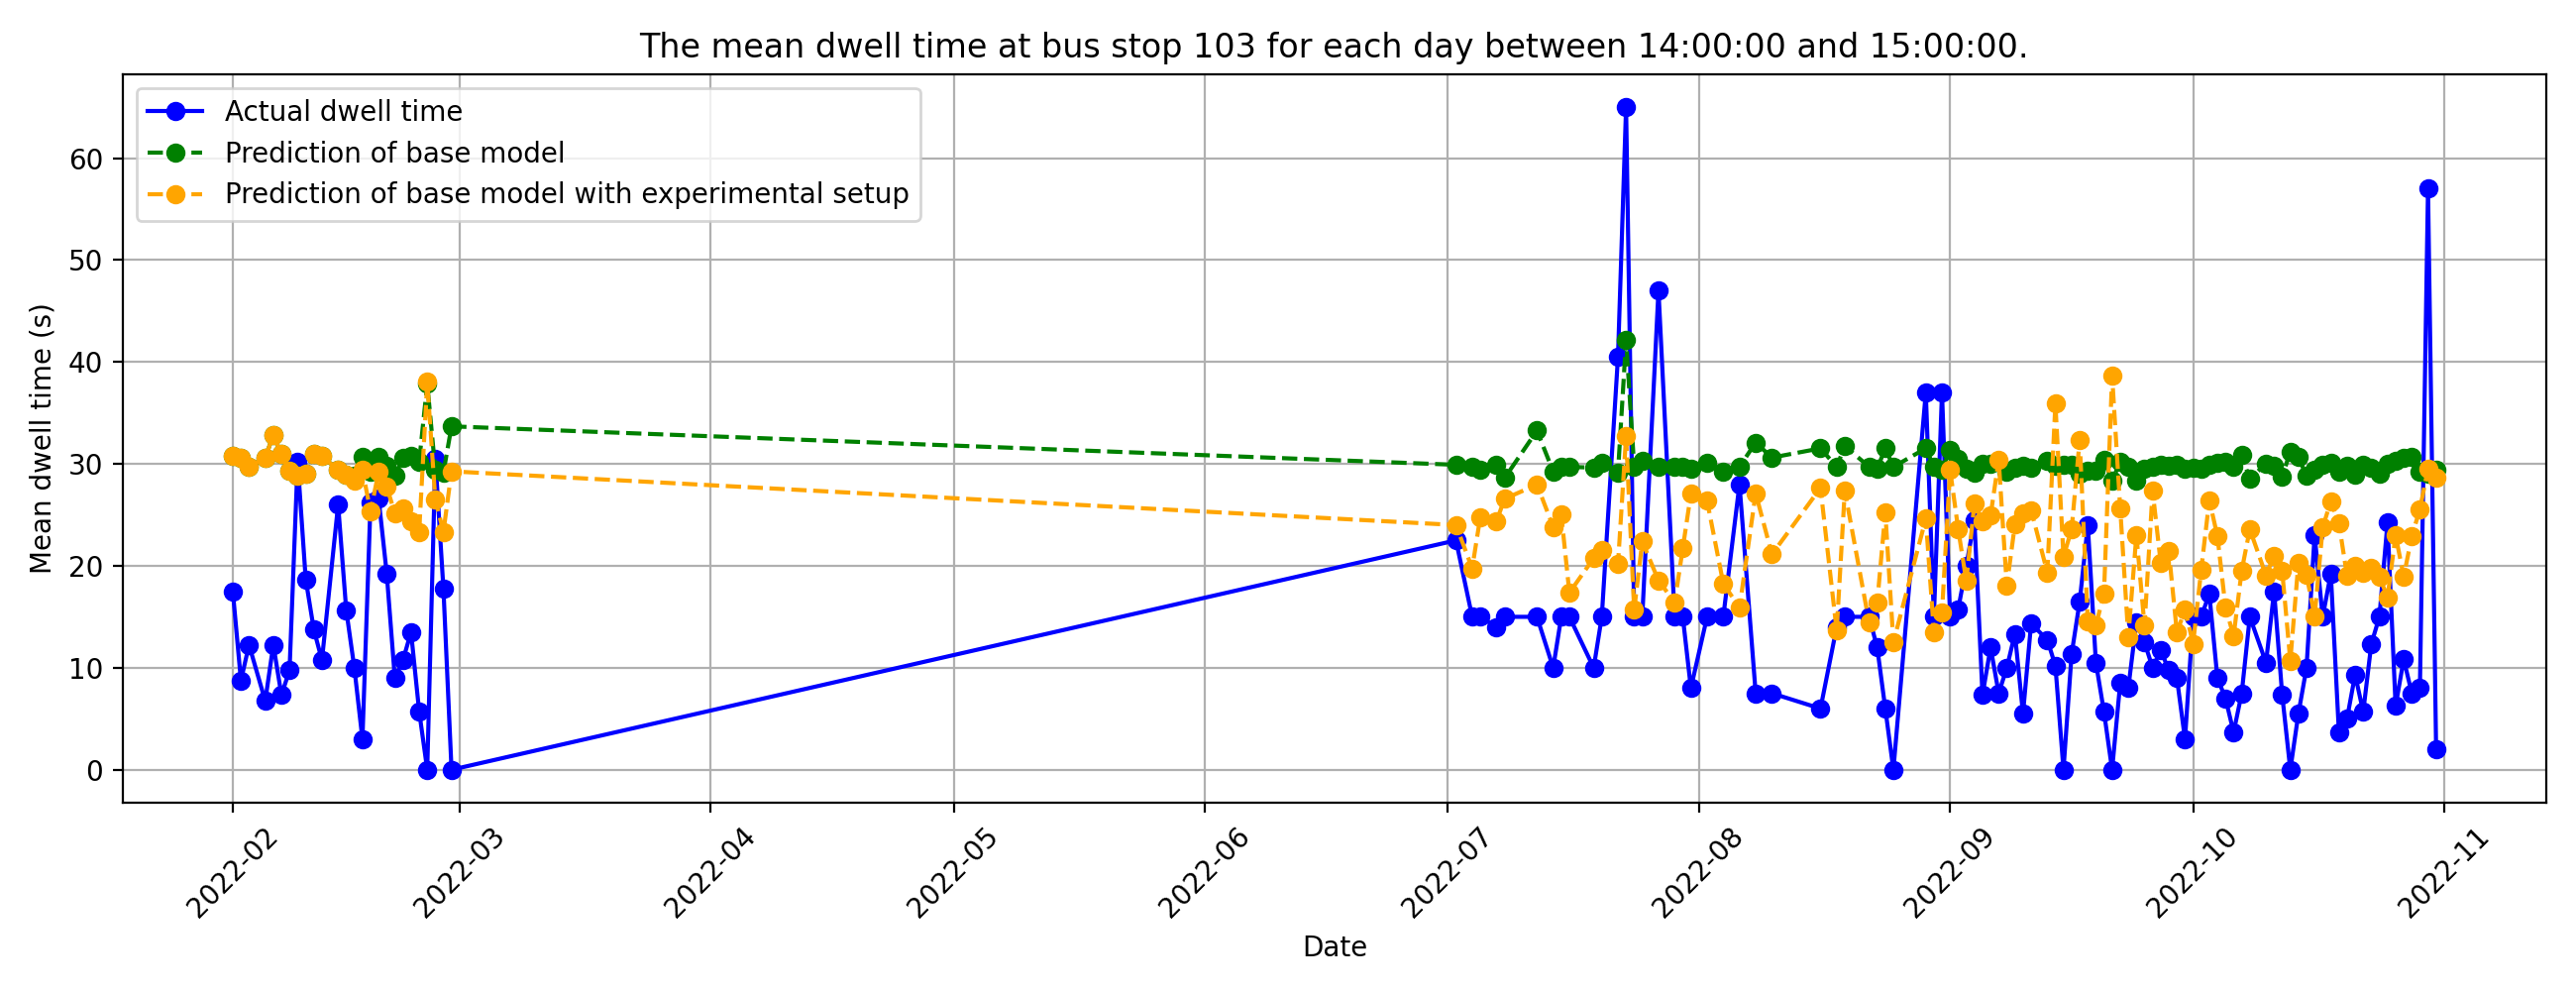 The mean dwell time at bus stop 103 for each day between 14:00:00 and 15:00:00.
Actual dwell time
Prediction of base model
Prediction of base model with experimental setup
Mean dwell time (s)
60
50
40
30
20
10
0
2022-02
2022-03
2022-04
2022-05
2022-06
2022-07
2022-08
2022-09
2022-10
2022-11
Date